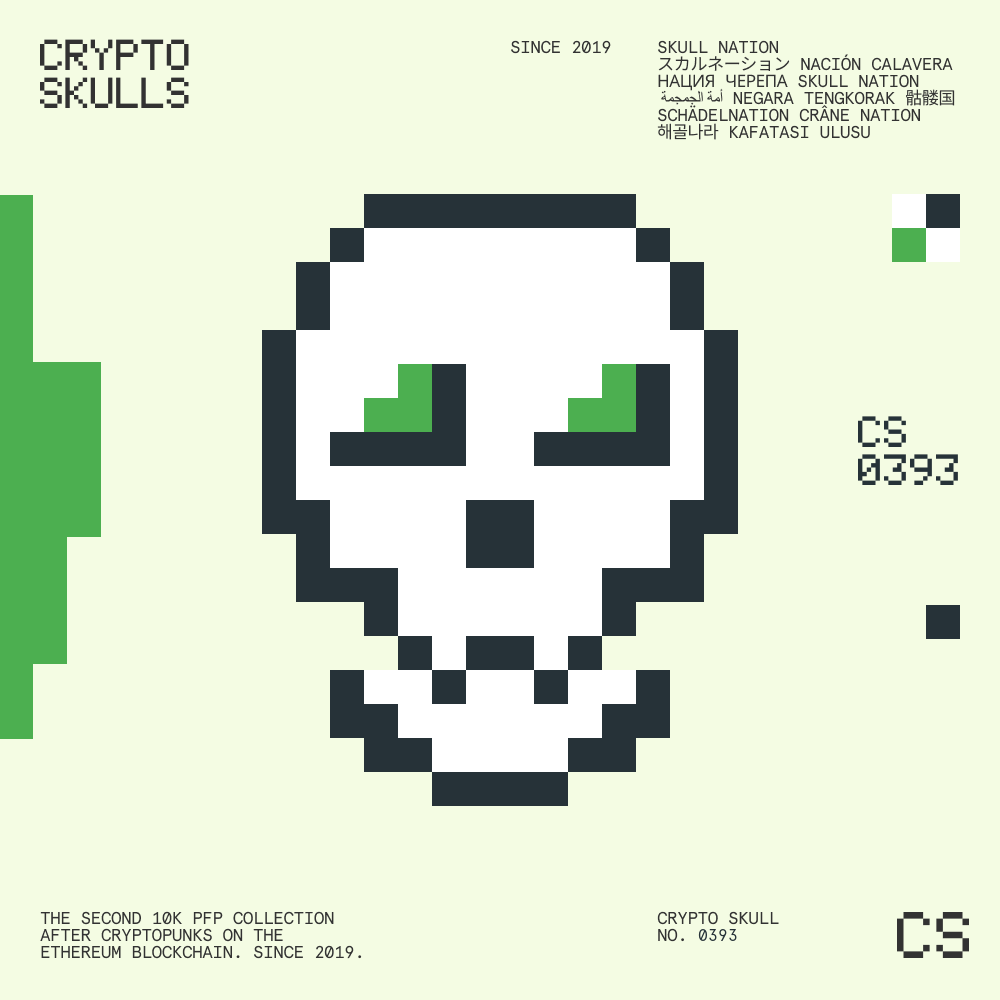 CRYPTO
SKULLS
SINCE 2019
SKULL NATION
スカルネーション NACIÓN CALAVERA
НАЦИЯ ЧЕРЕПА SKULL NATION
أمة الجمجمة NEGARA TENGKORAK 骷髅国
SCHÄDELNATION CRÂNE NATION
해골나라 KAFATASI ULUSU
CS
0393
THE SECOND 10K PFP COLLECTION
AFTER CRYPTOPUNKS ON THE
ETHEREUM BLOCKCHAIN. SINCE 2019.
CRYPTO SKULL
NO. 0393
CS